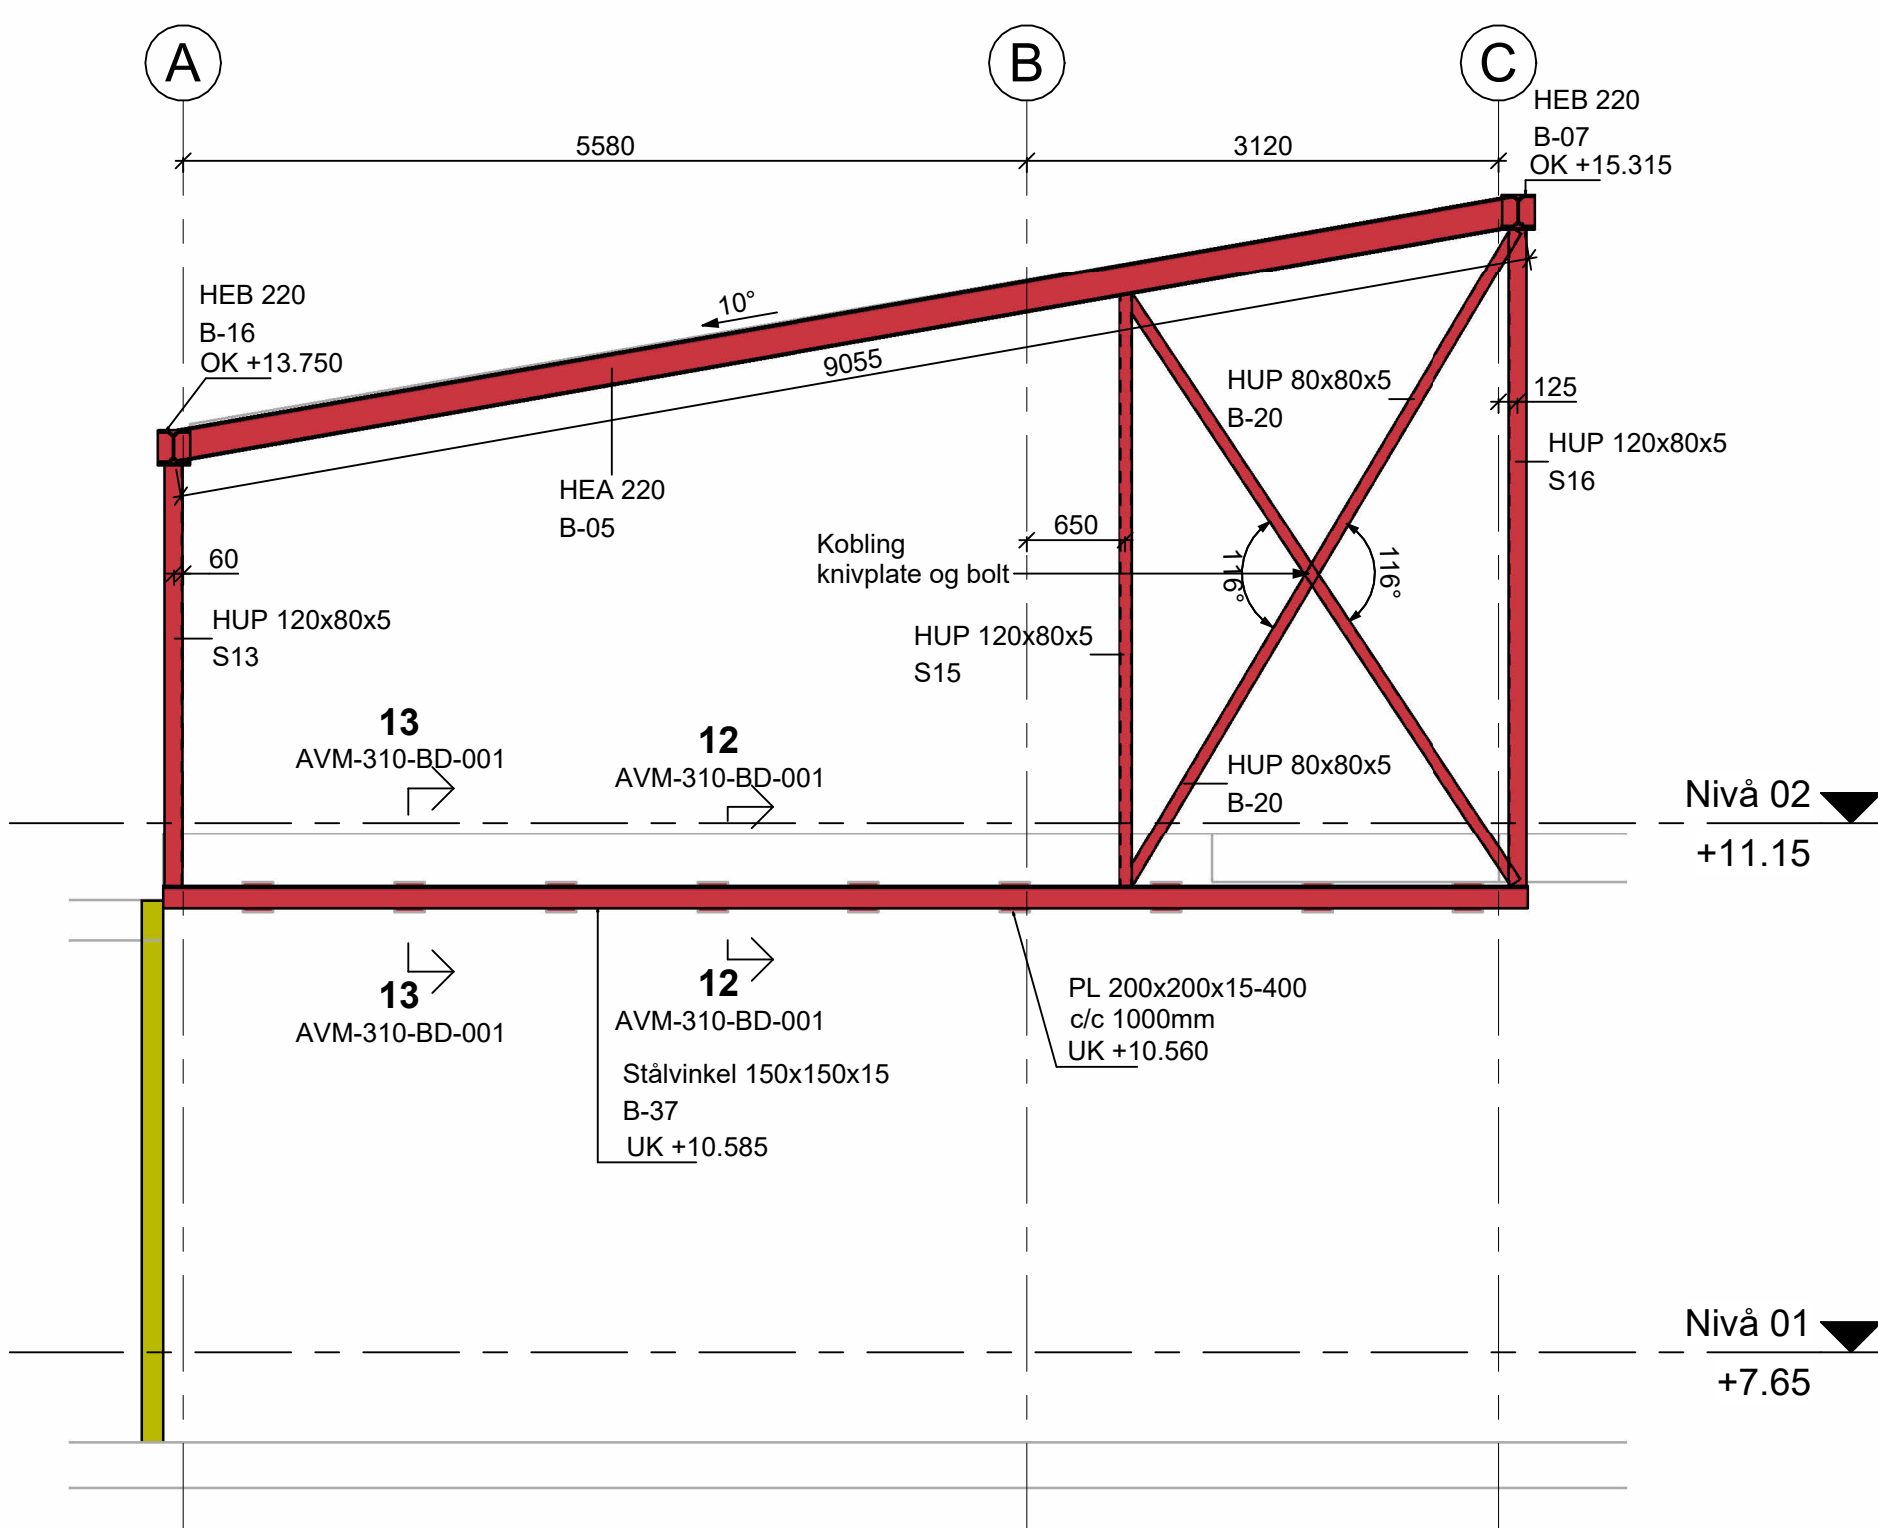 A
B
C
HEB 220
B-07
OK +15.315
5580
3120
HEB 220
B-16
OK +13.750
10°
9055
HUP 80x80x5
B-20
125
HUP 120x80x5
S16
HEA 220
B-05
650
Kobling
knivplate og bolt
116°
116°
60
HUP 120x80x5
S13
HUP 120x80x5
S15
13
AVM-310-BD-001
12
AVM-310-BD-001
HUP 80x80x5
B-20
Nivå 02
+11.15
13
AVM-310-BD-001
12
AVM-310-BD-001
PL 200x200x15-400
c/c 1000mm
UK +10.560
Stålvinkel 150x150x15
B-37
UK +10.585
Nivå 01
+7.65